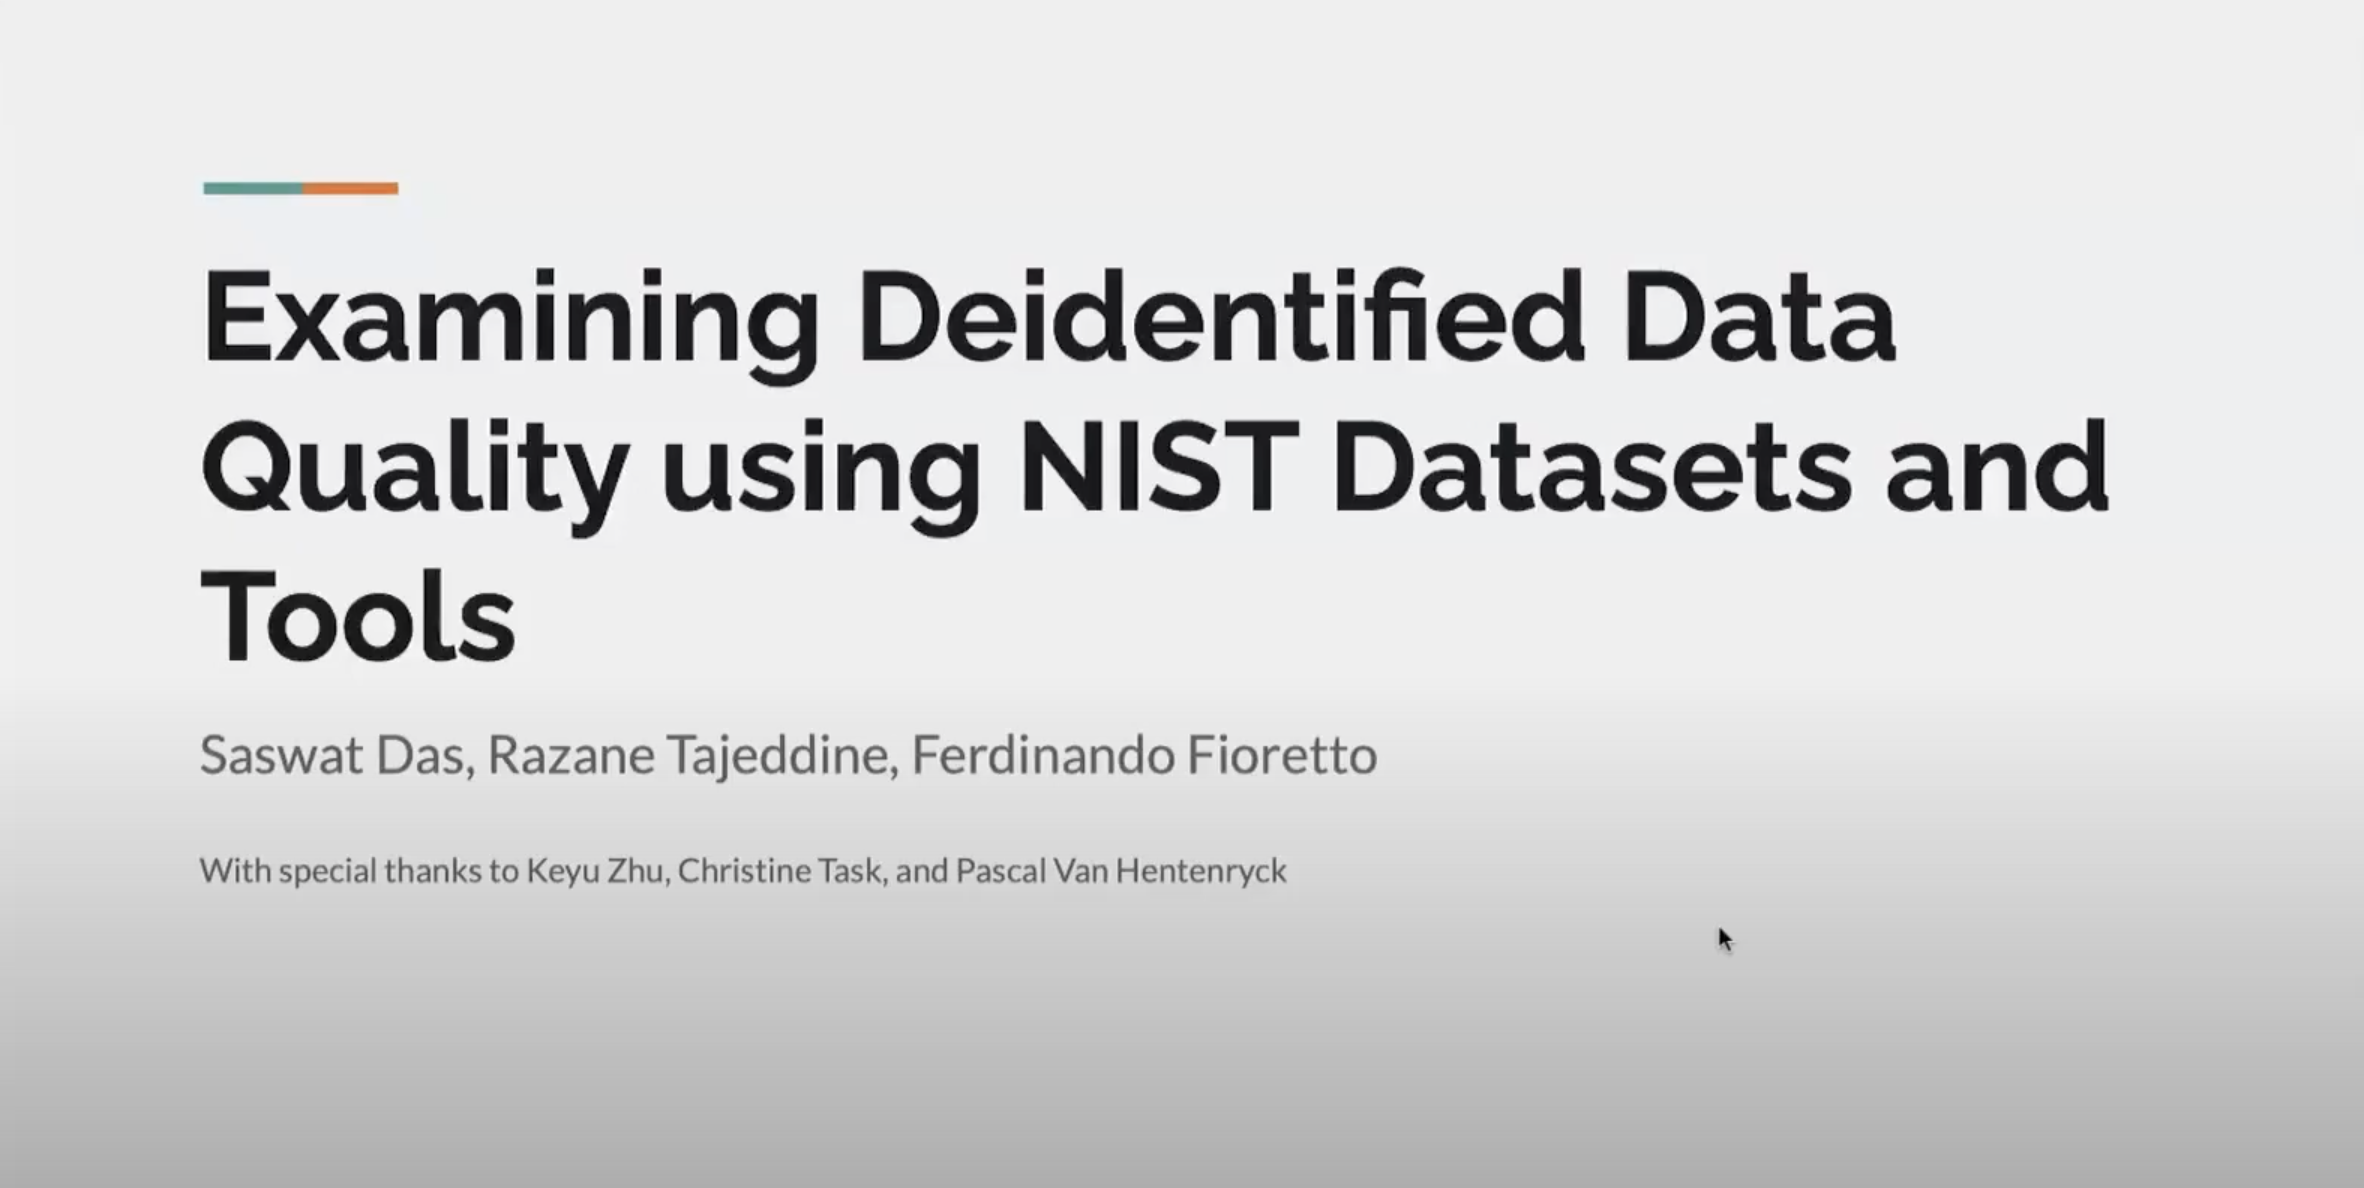 Examining Deidentified Data
Quality using NIST Datasets and
Tools
Saswat Das, Razane Tajeddine, Ferdinando Fioretto
With special thanks to Keyu Zhu, Christine Task, and Pascal Van Hentenryck